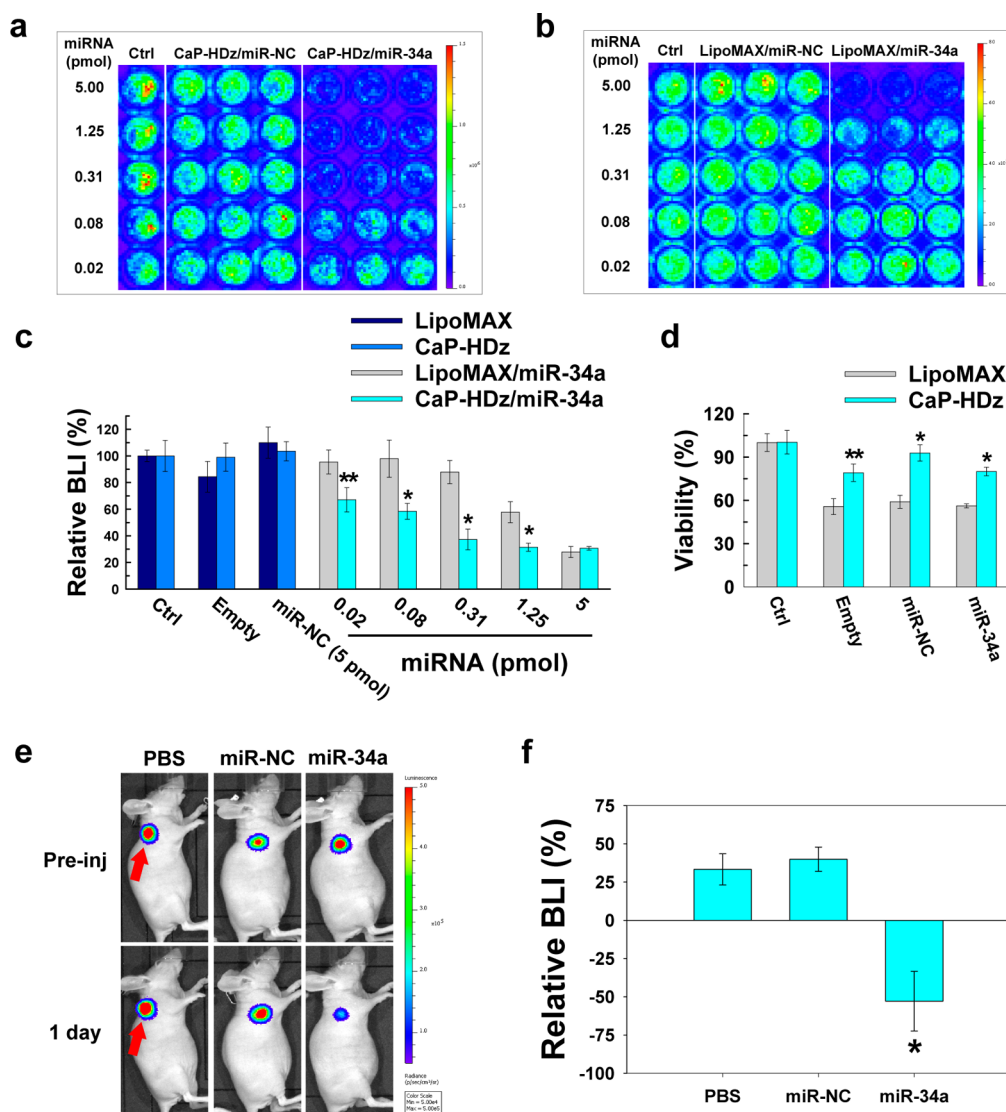 a
miRNA
(pmol)
Ctrl CaP-HDz/miR-NC CaP-HDz/miR-34a
5.00
1.25
0.31
0.08
0.02
b
miRNA
(pmol)
Ctrl LipoMAX/miR-NC LipoMAX/miR-34a
5.00
1.25
0.31
0.08
0.02
c
LipoMAX
CaP-HDz
LipoMAX/miR-34a
CaP-HDz/miR-34a
Relative BLI (%)
120
100
80
60
40
20
0
** * * *
Ctrl Empty miR-NC (5 pmol) 0.02 0.08 0.31 1.25 5
miRNA (pmol)
d
LipoMAX
CaP-HDz
Viability (%)
120
90
60
30
0
** * *
Ctrl Empty miR-NC miR-34a
e
PBS miR-NC miR-34a
Pre-inj
1 day
Luminescence
5.0
4.0
3.0
x10⁵
2.0
1.0
Radiance
(p/sec/cm²/sr)
Color Scale
Min = 5.00e4
Max = 5.00e5
f
Relative BLI (%)
75
50
25
0
-25
-50
-75
-100
*
PBS miR-NC miR-34a